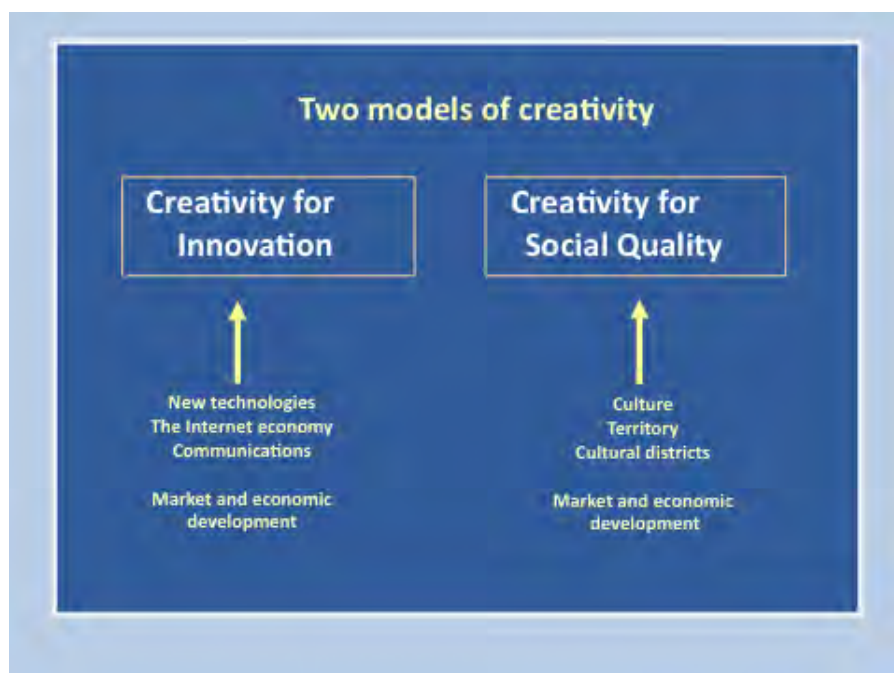 Two models of creativity
Creativity for
Innovation
New technologies
The Internet economy
Communications
Market and economic
development
Creativity for
Social Quality
Culture
Territory
Cultural districts
Market and economic
development